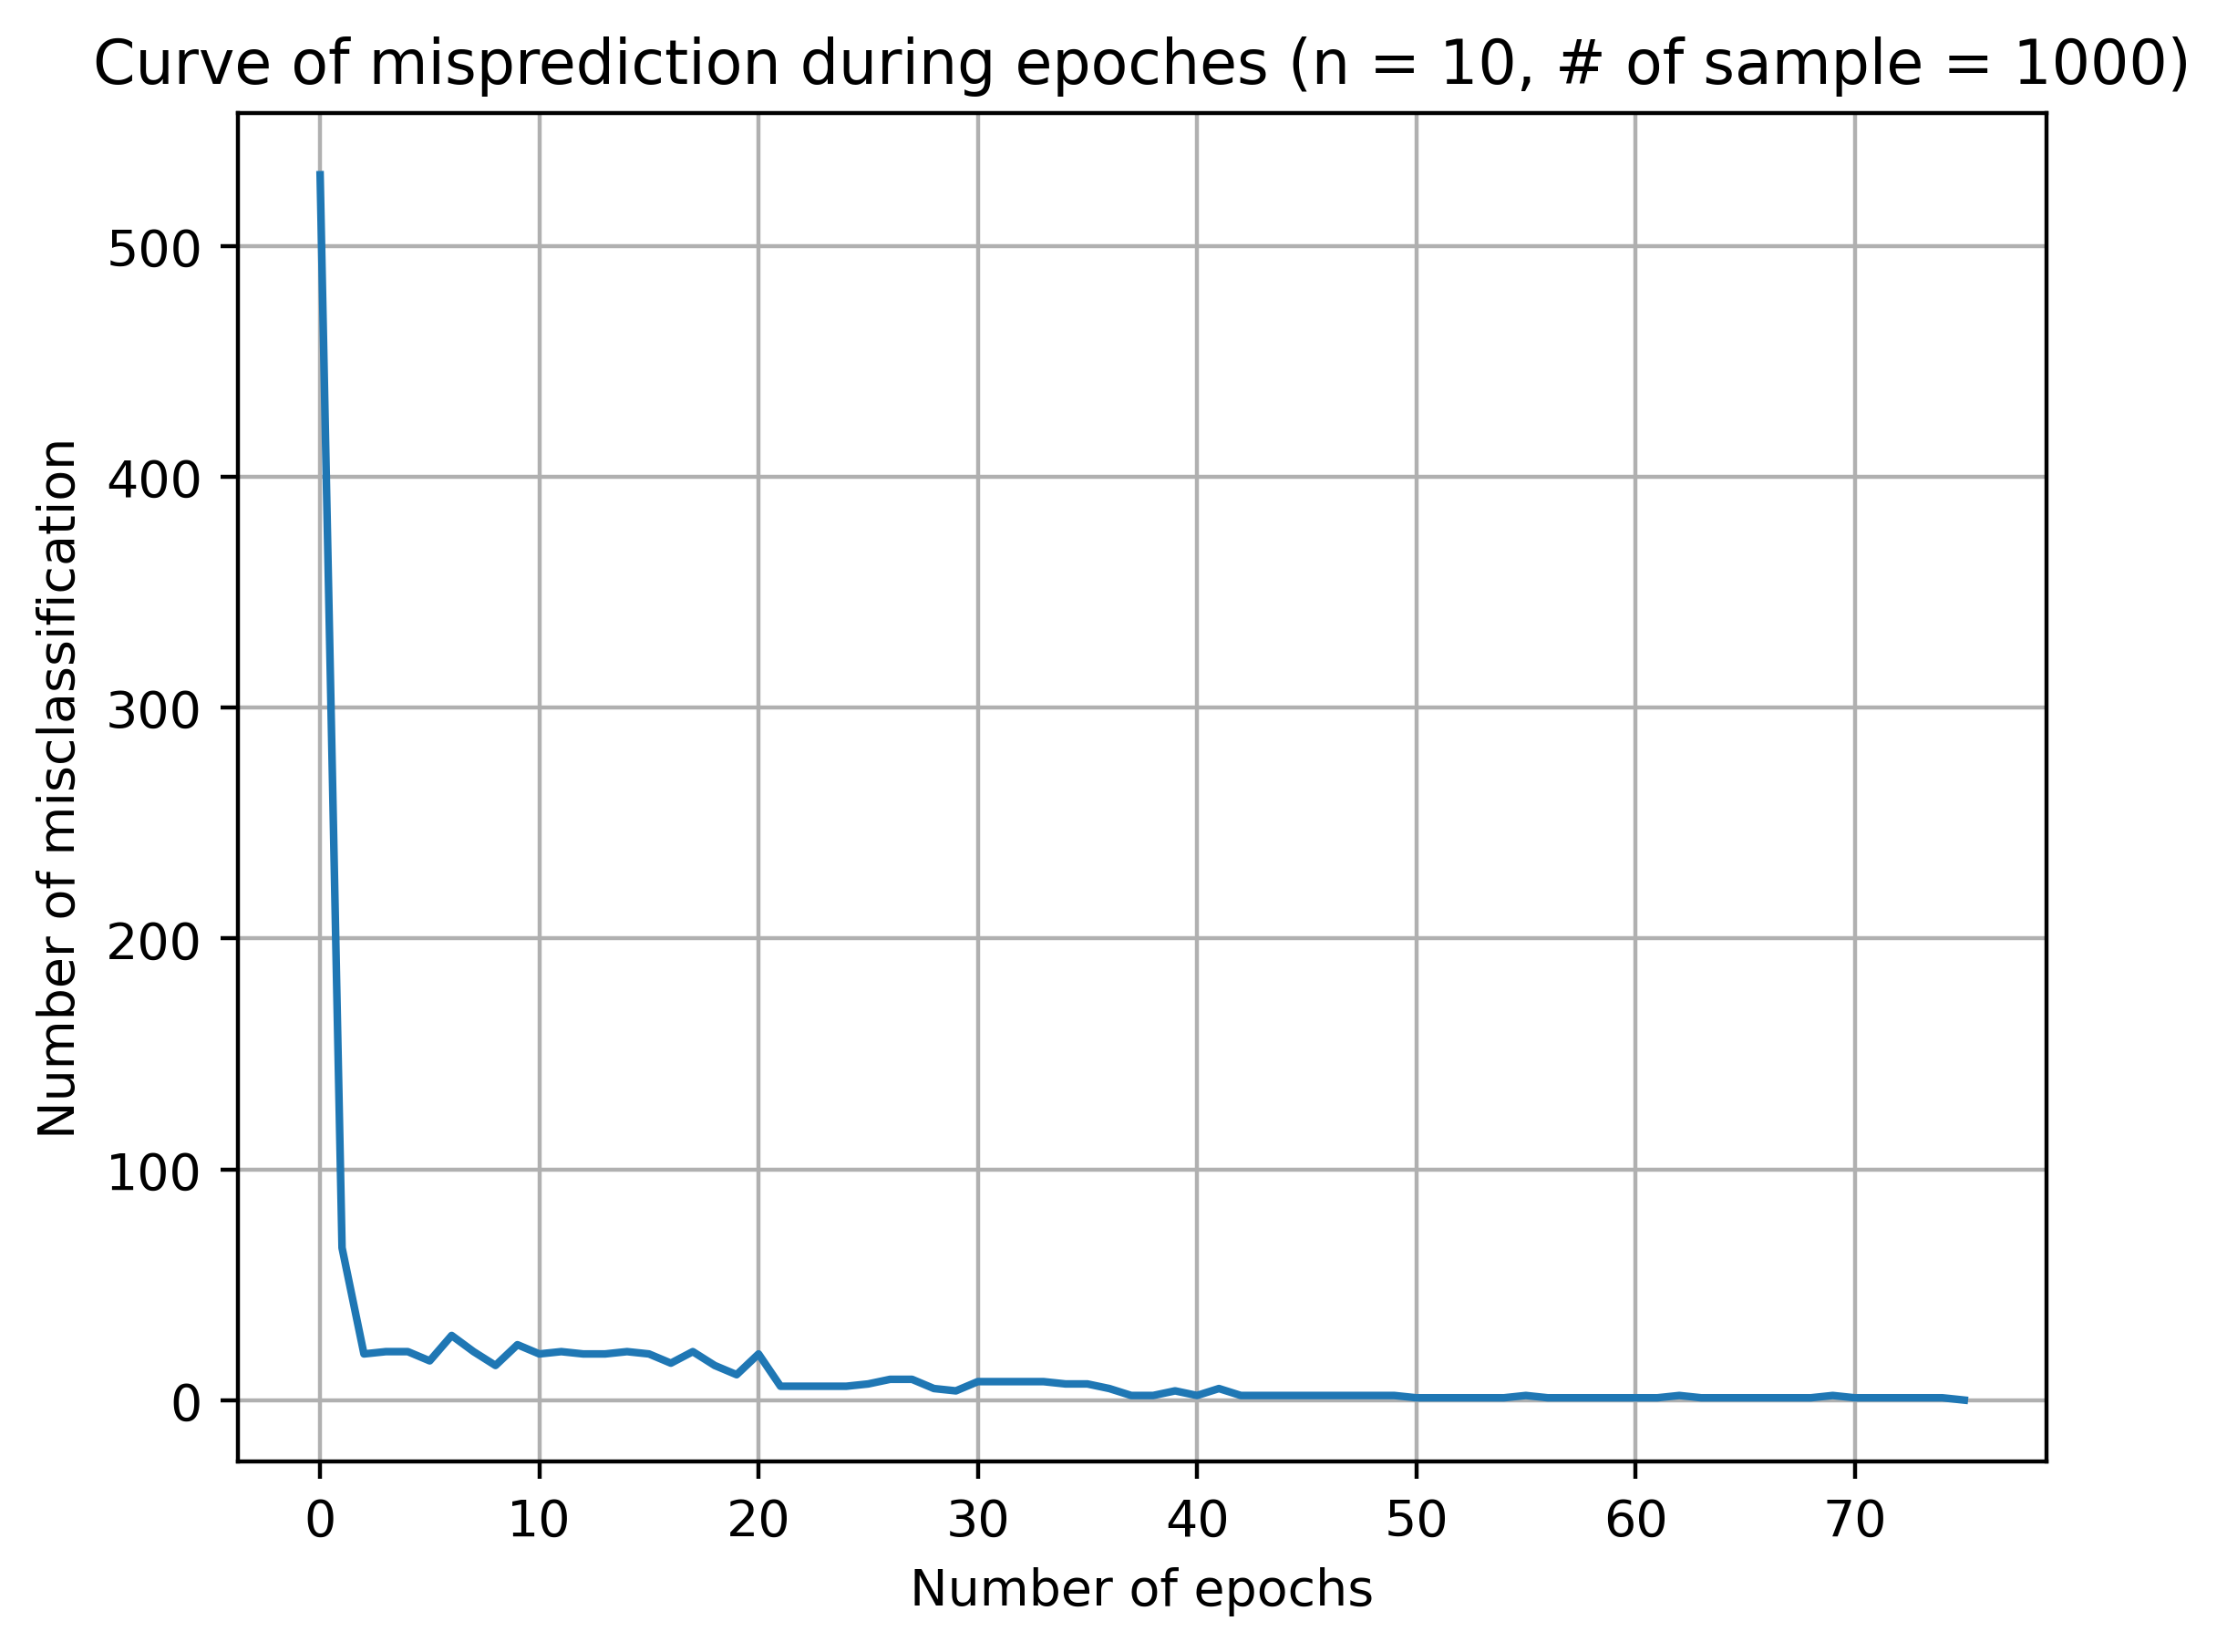 Curve of misprediction during epoches (n = 10, # of sample = 1000)
Number of misclassification
500
400
300
200
100
0
0 10 20 30 40 50 60 70
Number of epochs